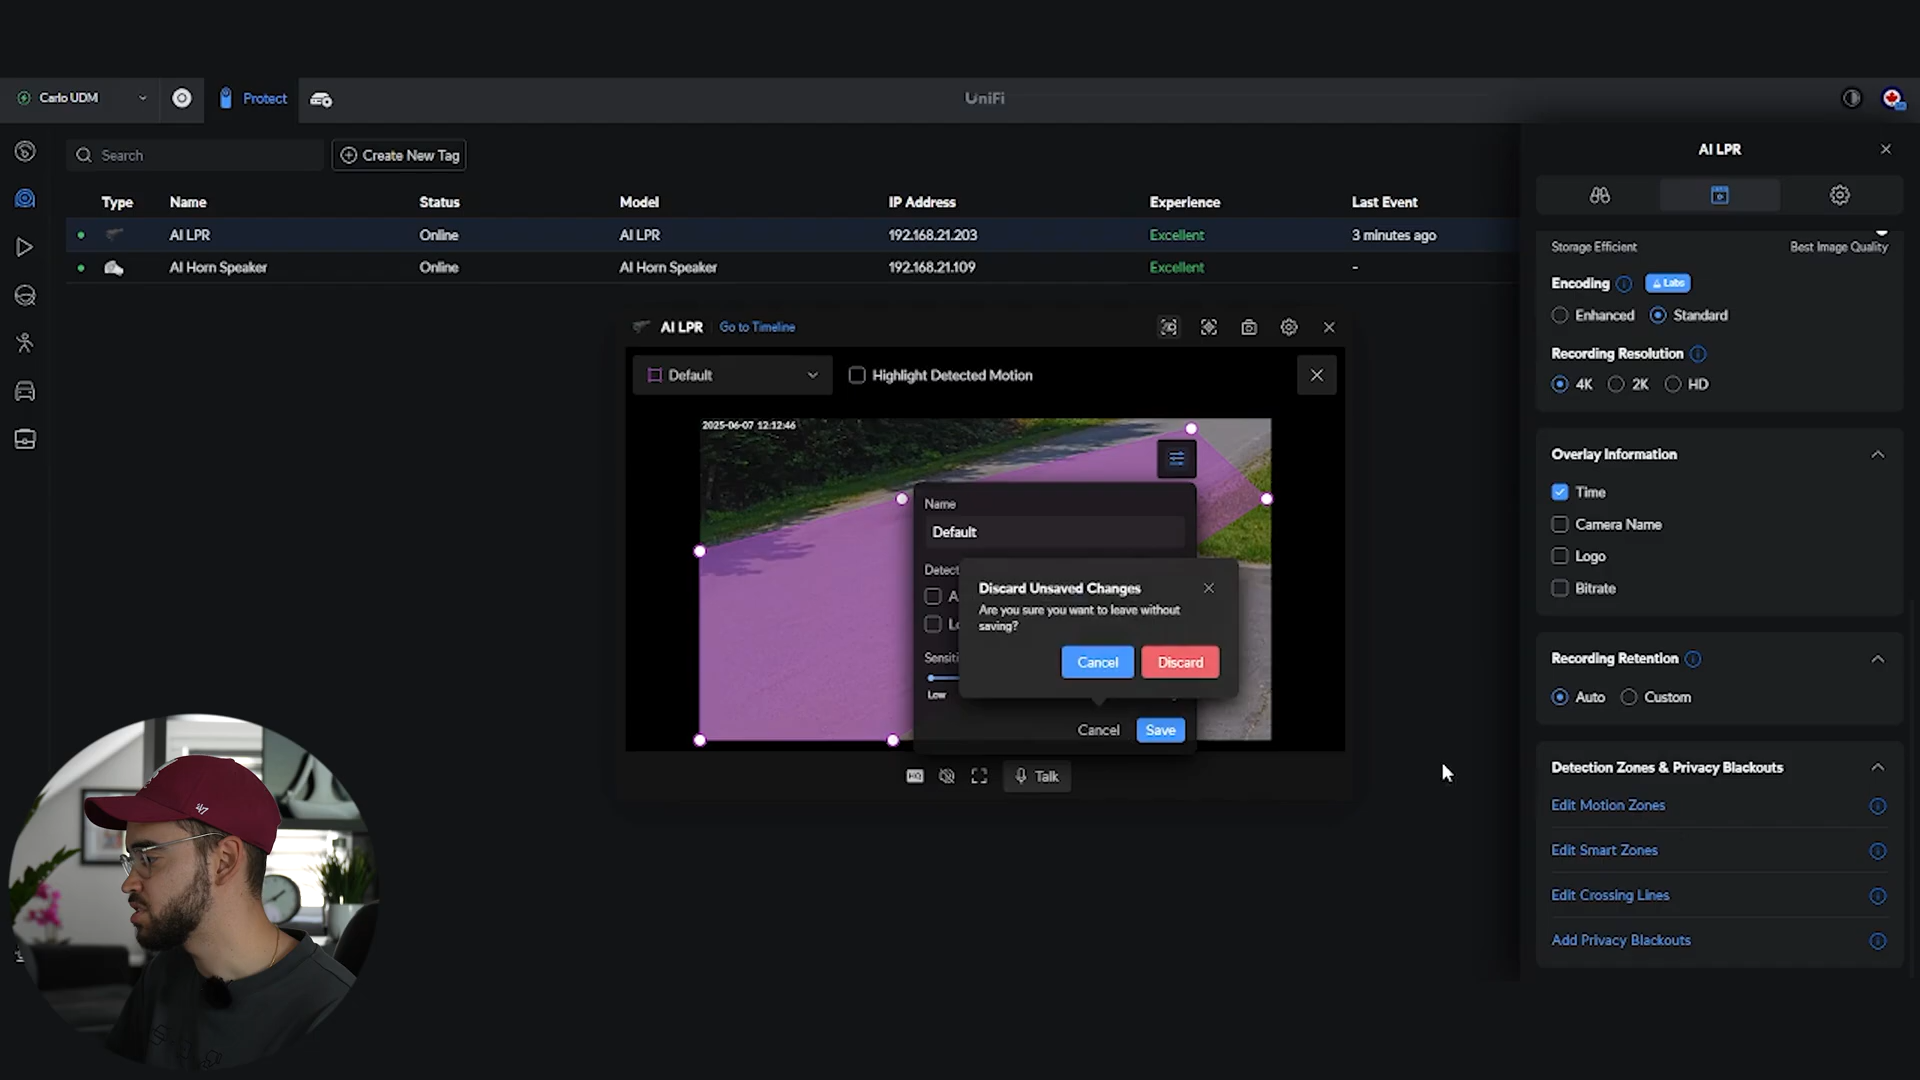 Carlo UDM
Protect
UniFi
Search
Create New Tag
Type Name Status Model IP Address Experience Last Event
AI LPR Online AI LPR 192.168.21.203 Excellent 3 minutes ago
AI Horn Speaker Online AI Horn Speaker 192.168.21.109 Excellent -
AI LPR Go to Timeline
Default
Highlight Detected Motion
2025-06-07 12:12:46
Name
Default
Detect
A
Lo
Sensiti
Low
Discard Unsaved Changes
Are you sure you want to leave without
saving?
Cancel Discard
Cancel Save
Talk
AI LPR
Storage Efficient Best Image Quality
Encoding Labs
Enhanced Standard
Recording Resolution
4K 2K HD
Overlay Information
Time
Camera Name
Logo
Bitrate
Recording Retention
Auto Custom
Detection Zones & Privacy Blackouts
Edit Motion Zones
Edit Smart Zones
Edit Crossing Lines
Add Privacy Blackouts
'47